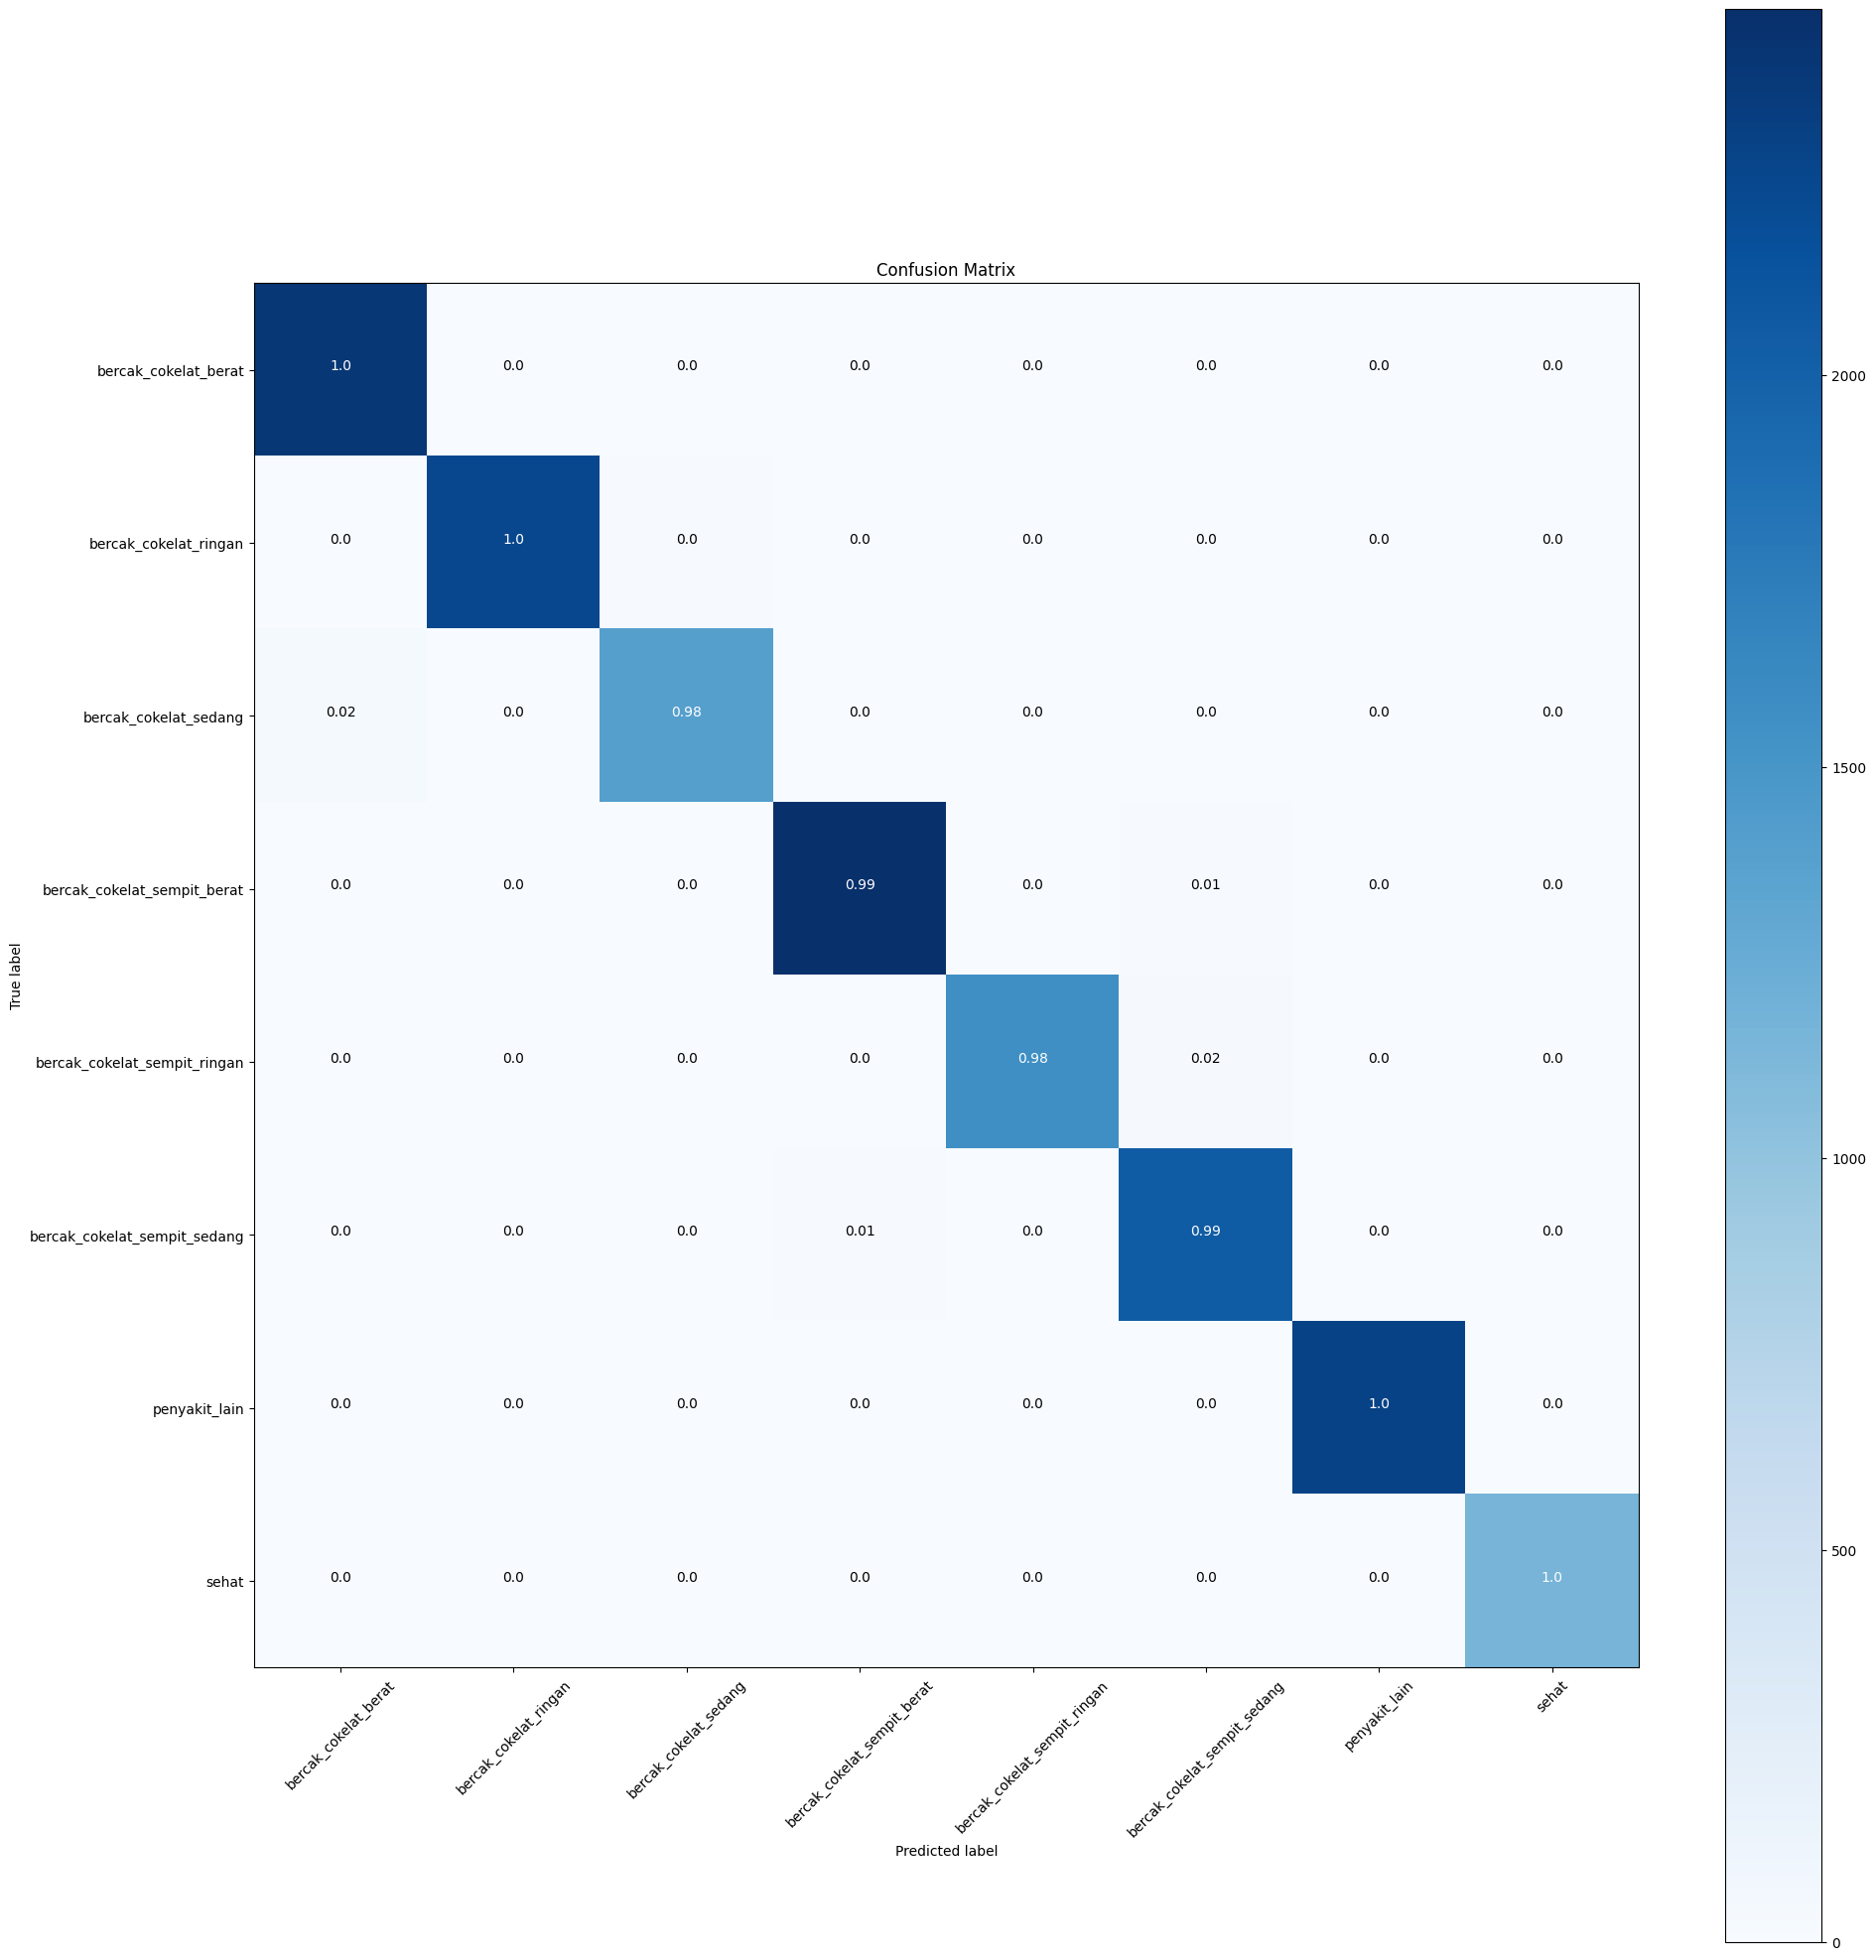 Confusion Matrix
True label
bercak_cokelat_berat 1.0 0.0 0.0 0.0 0.0 0.0 0.0 0.0
bercak_cokelat_ringan 0.0 1.0 0.0 0.0 0.0 0.0 0.0 0.0
bercak_cokelat_sedang 0.02 0.0 0.98 0.0 0.0 0.0 0.0 0.0
bercak_cokelat_sempit_berat 0.0 0.0 0.0 0.99 0.0 0.01 0.0 0.0
bercak_cokelat_sempit_ringan 0.0 0.0 0.0 0.0 0.98 0.02 0.0 0.0
bercak_cokelat_sempit_sedang 0.0 0.0 0.0 0.01 0.0 0.99 0.0 0.0
penyakit_lain 0.0 0.0 0.0 0.0 0.0 0.0 1.0 0.0
sehat 0.0 0.0 0.0 0.0 0.0 0.0 0.0 1.0
bercak_cokelat_berat
bercak_cokelat_ringan
bercak_cokelat_sedang
bercak_cokelat_sempit_berat
bercak_cokelat_sempit_ringan
bercak_cokelat_sempit_sedang
penyakit_lain
sehat
Predicted label
2000
1500
1000
500
0